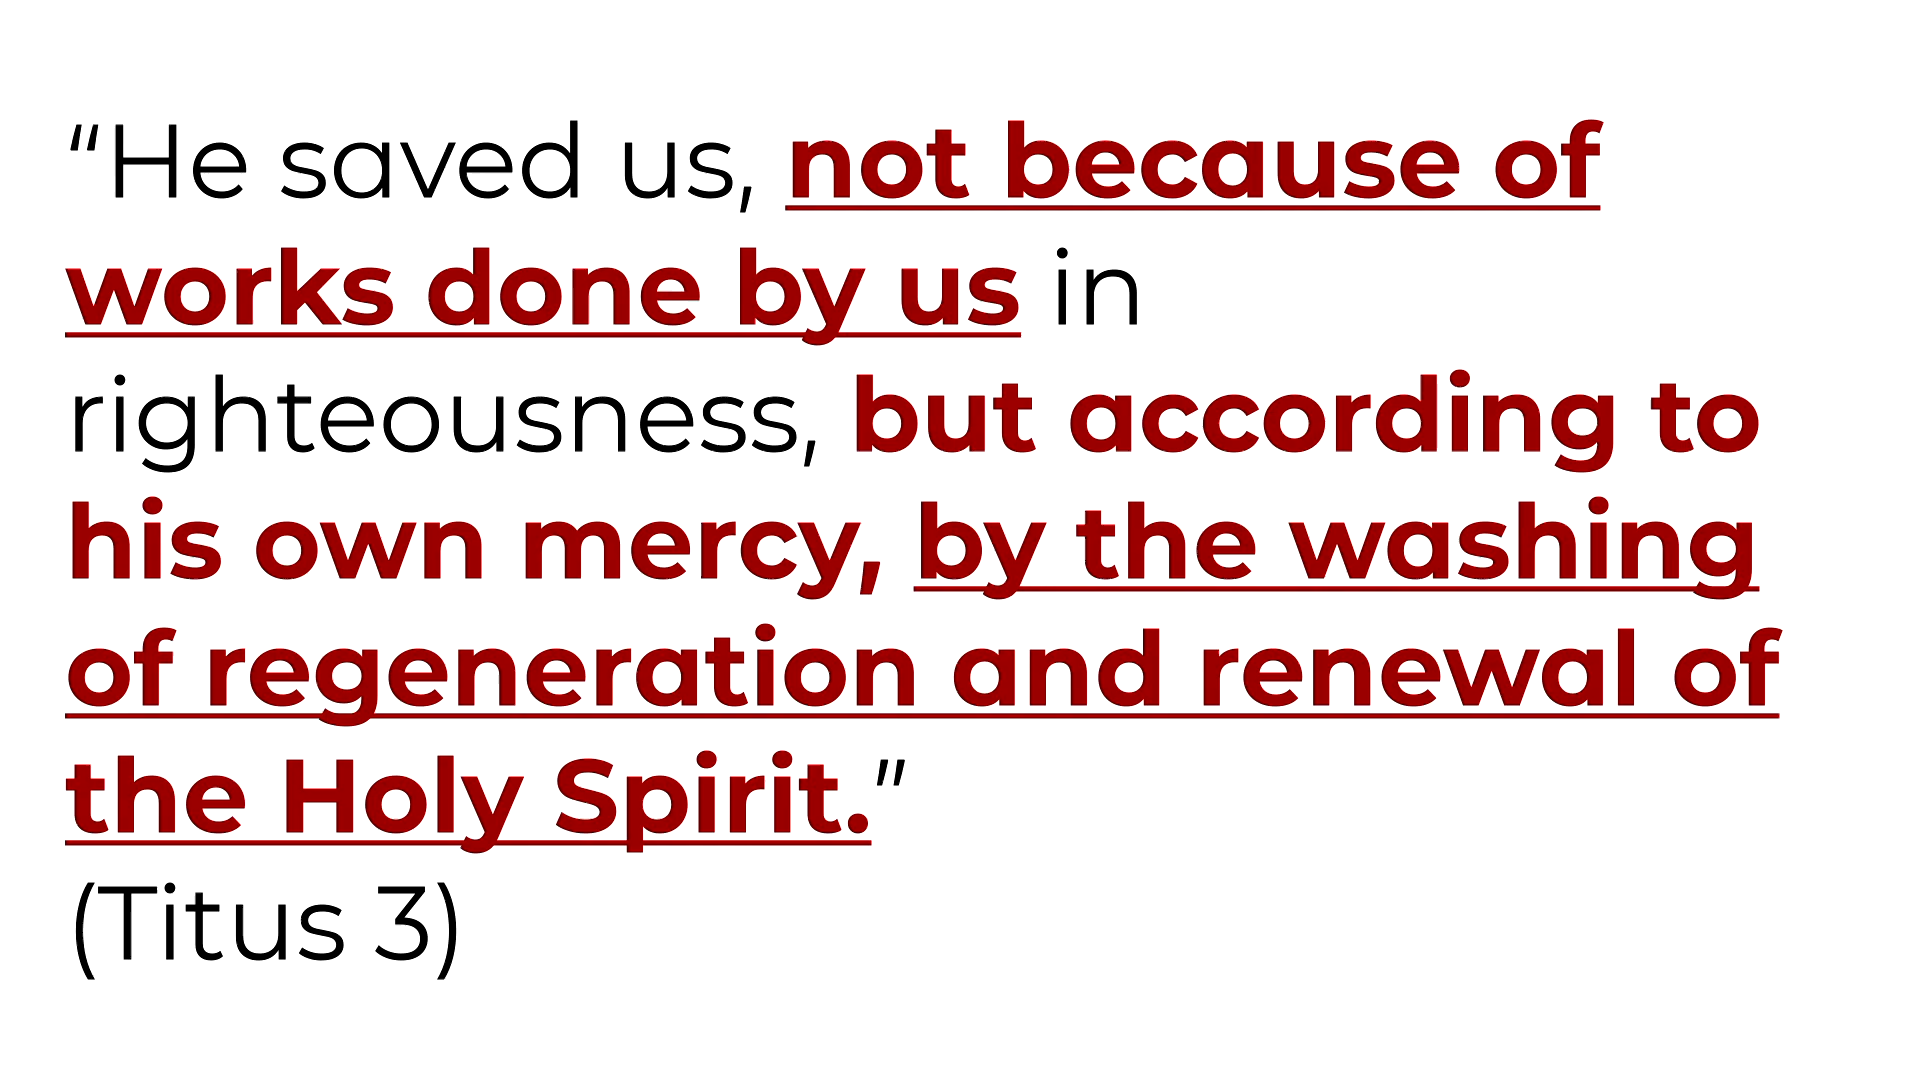 “He saved us, not because of
works done by us in
righteousness, but according to
his own mercy, by the washing
of regeneration and renewal of
the Holy Spirit.”
(Titus 3)